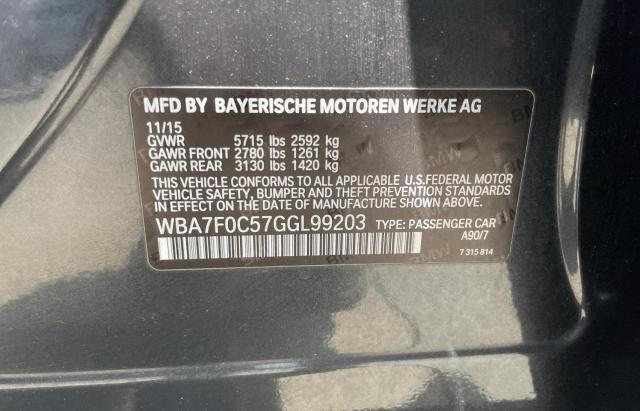 MFD BY BAYERISCHE MOTOREN WERKE AG
11/15
GVWR 5715 lbs 2592 kg
GAWR FRONT 2780 lbs 1261 kg
GAWR REAR 3130 lbs 1420 kg
THIS VEHICLE CONFORMS TO ALL APPLICABLE U.S.FEDERAL MOTOR
VEHICLE SAFETY, BUMPER AND THEFT PREVENTION STANDARDS
IN EFFECT ON THE DATE OF MANUFACTURE SHOWN ABOVE.
WBA7F0C57GGL99203 TYPE: PASSENGER CAR
A90/7
7 315 814